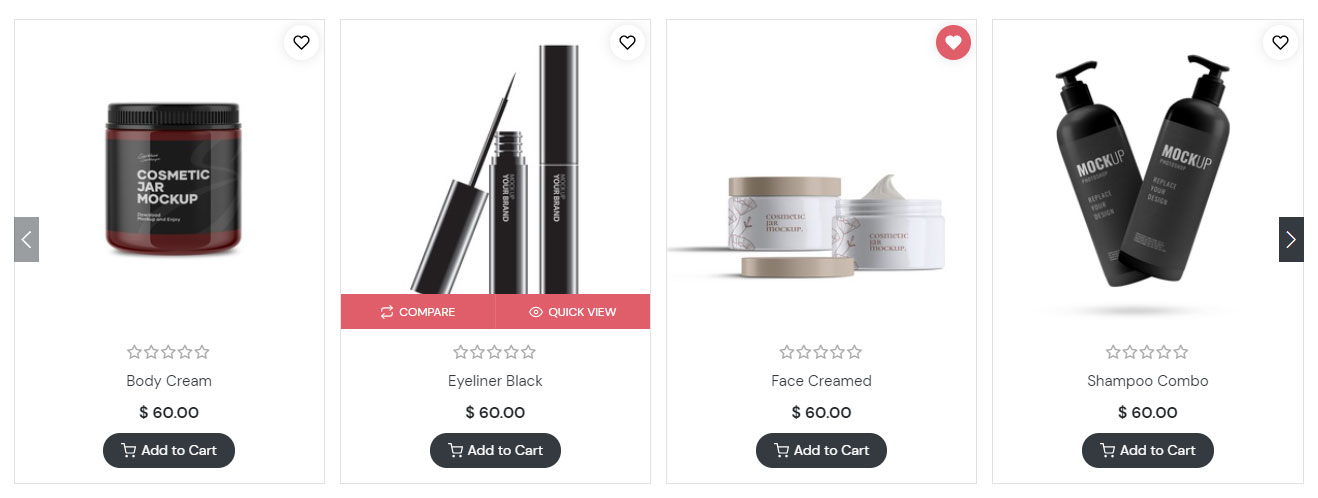 COSMETIC
JAR
MOCKUP
Download
Mockup and Enjoy
Body Cream
$ 60.00
Add to Cart
MOCK UP
YOUR BRAND
MOCK UP
YOUR BRAND
COMPARE
QUICK VIEW
Eyeliner Black
$ 60.00
Add to Cart
cosmetic
jar
mockup.
cosmetic
jar
mockup.
Face Creamed
$ 60.00
Add to Cart
MOCKUP
PHOTOSHOP
REPLACE
YOUR
DESIGN
MOCKUP
PHOTOSHOP
REPLACE
YOUR
DESIGN
Shampoo Combo
$ 60.00
Add to Cart